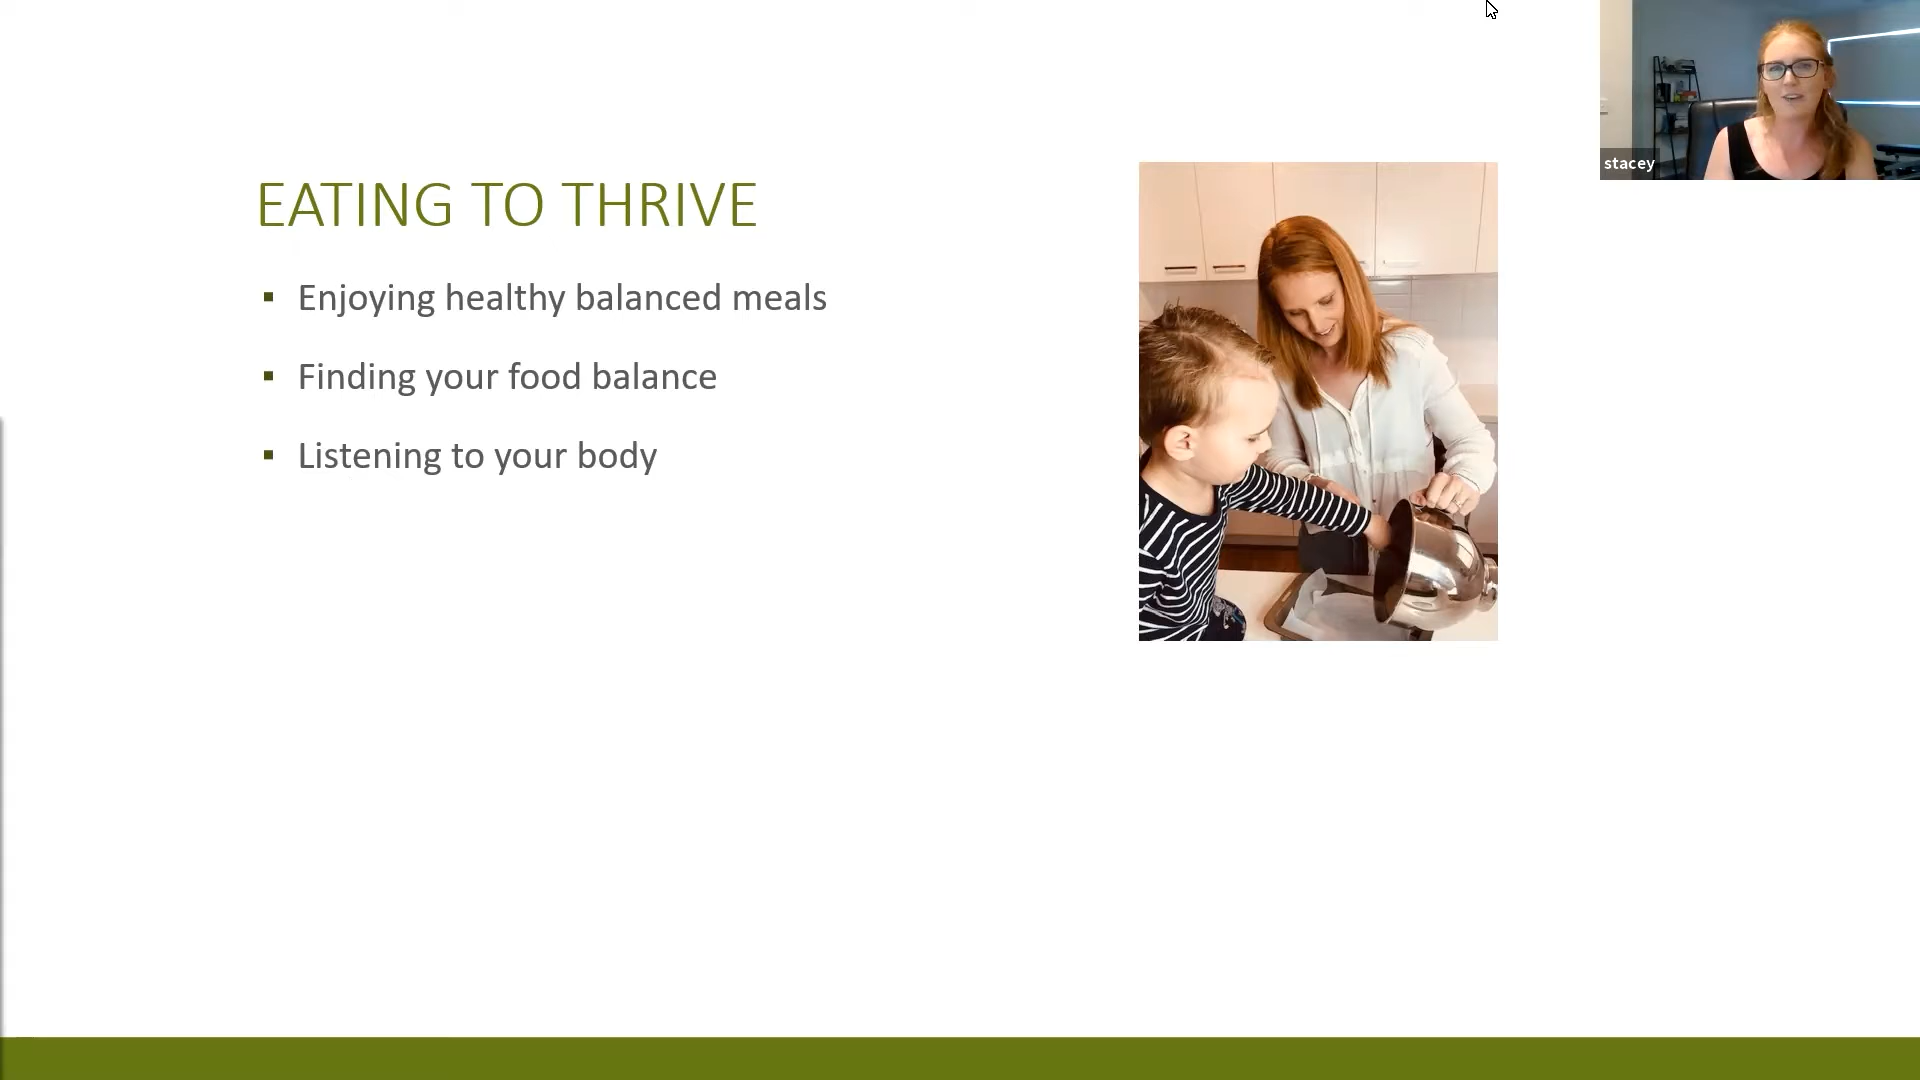 EATING TO THRIVE
Enjoying healthy balanced meals
Finding your food balance
Listening to your body
stacey